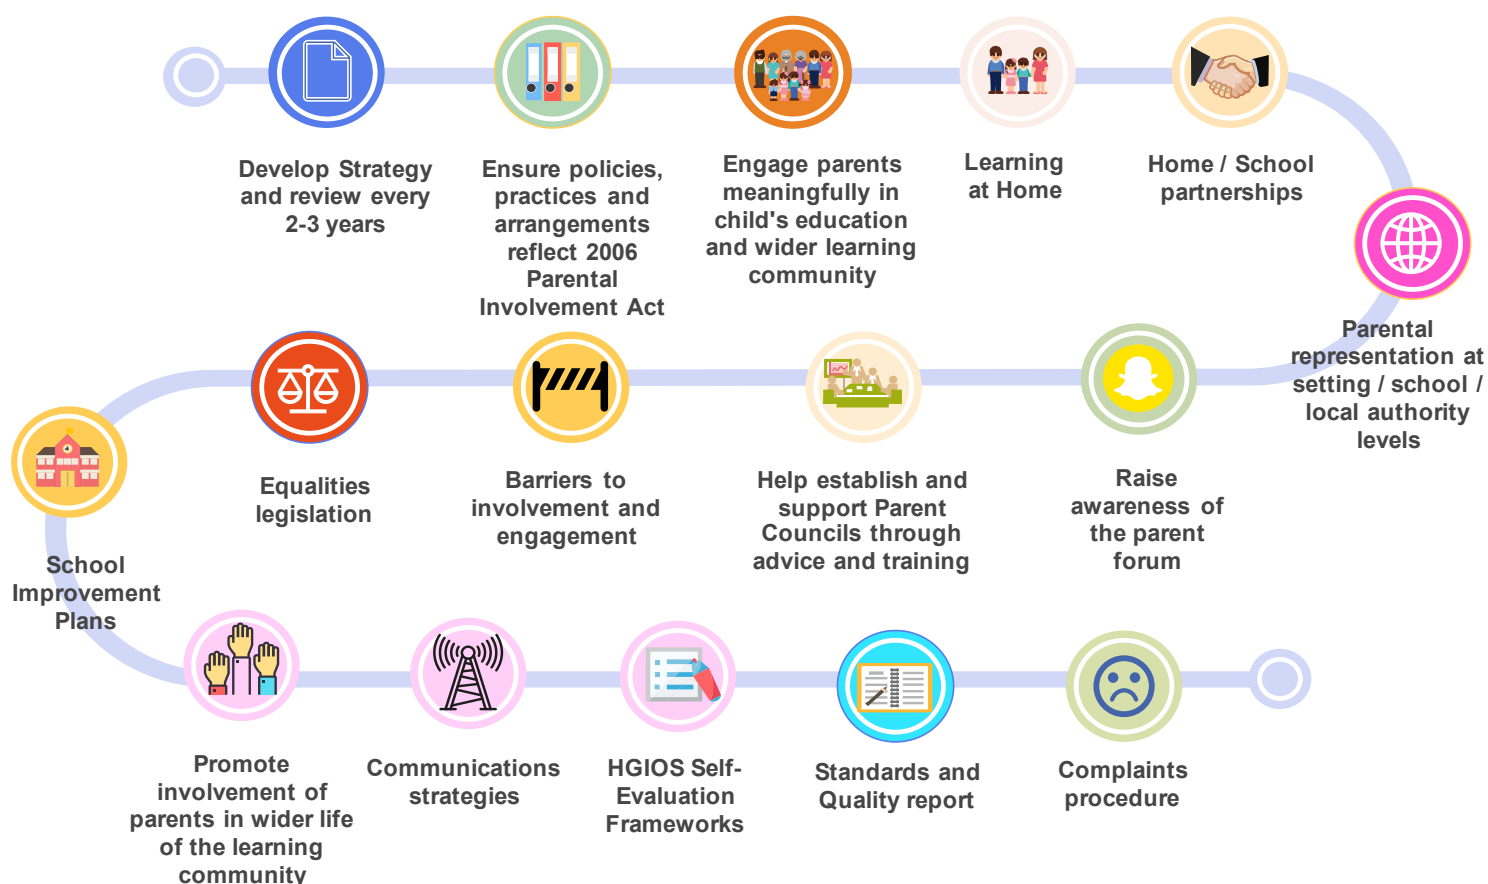 Develop Strategy
and review every
2-3 years
Ensure policies,
practices and
arrangements
reflect 2006
Parental
Involvement Act
Engage parents
meaningfully in
child's education
and wider learning
community
Learning
at Home
Home / School
partnerships
Parental
representation at
setting / school /
local authority
levels
Raise
awareness of
the parent
forum
Help establish and
support Parent
Councils through
advice and training
Barriers to
involvement and
engagement
Equalities
legislation
School
Improvement
Plans
Promote
involvement of
parents in wider life
of the learning
community
Communications
strategies
HGIOS Self-
Evaluation
Frameworks
Standards and
Quality report
Complaints
procedure